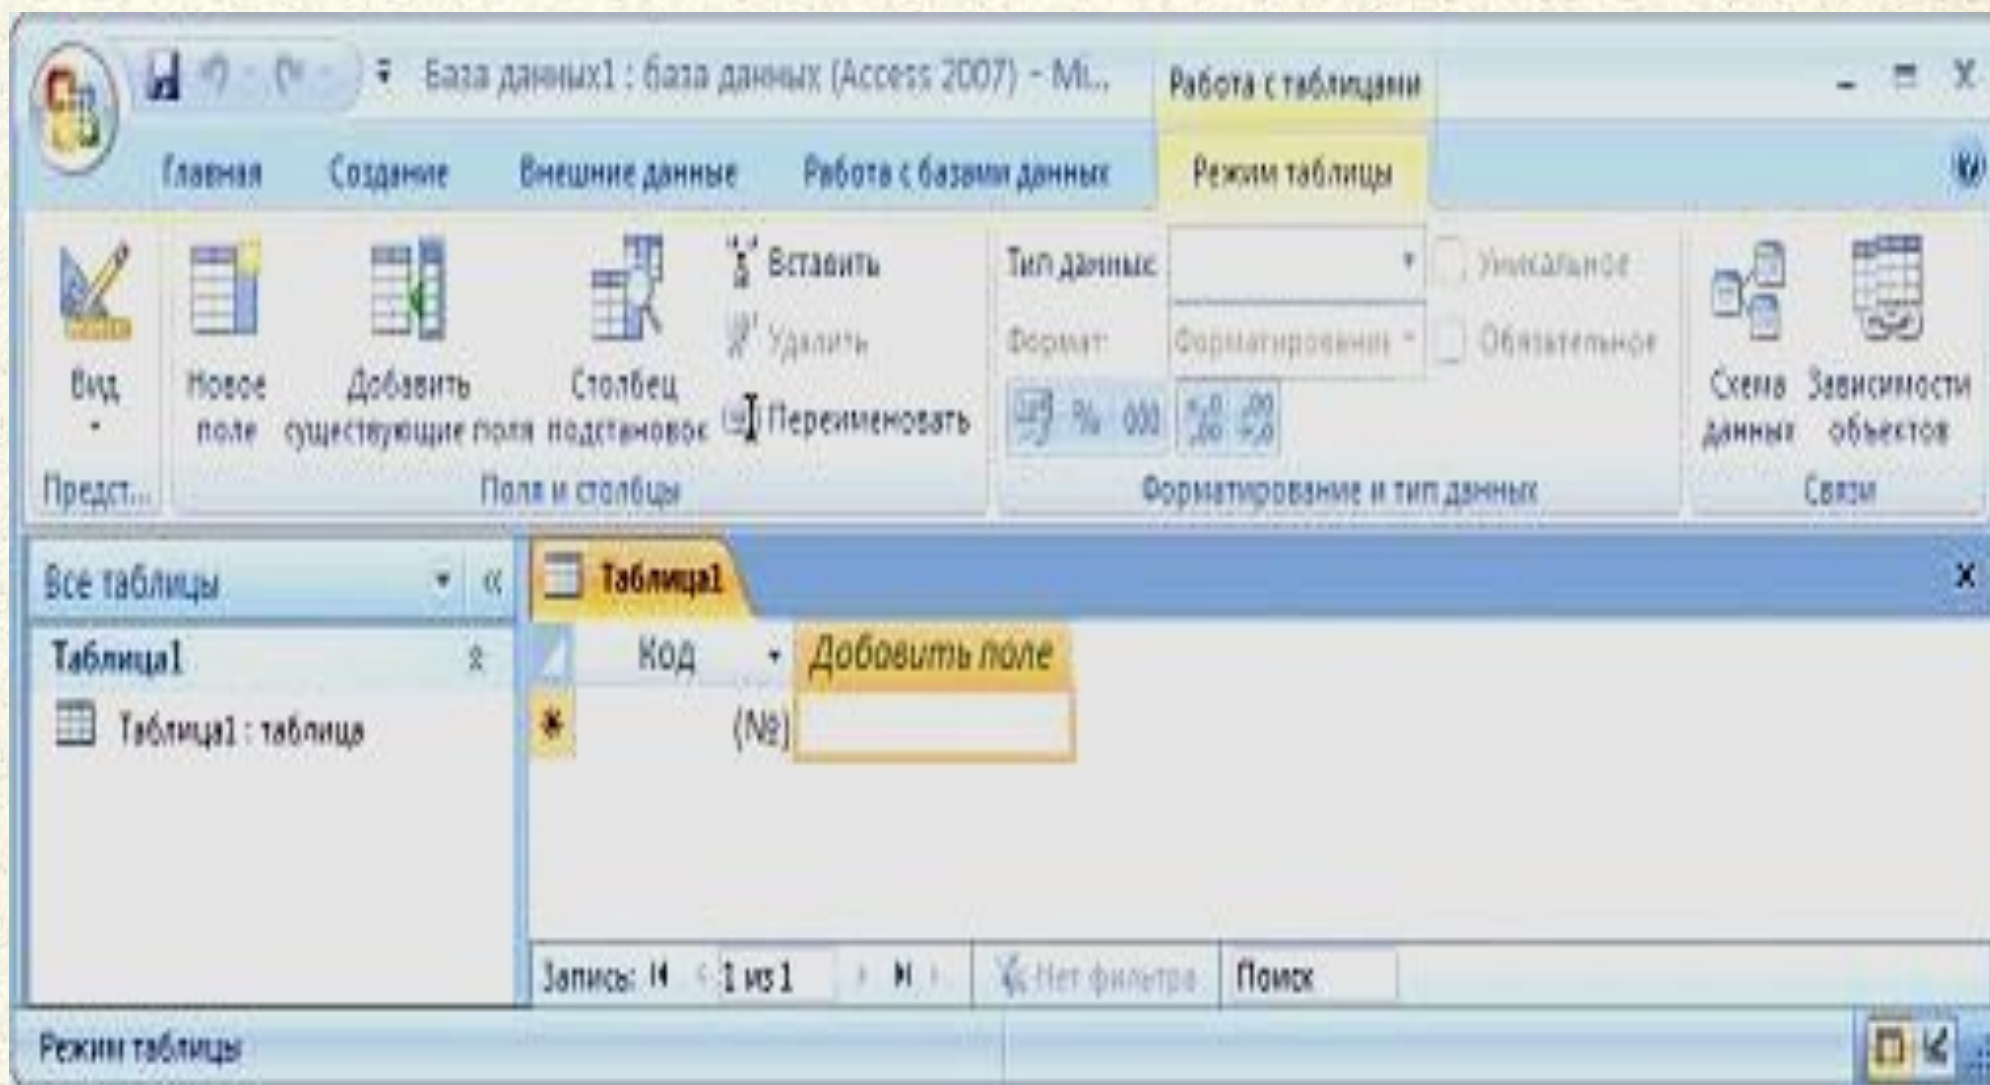 База данных1 : база данных (Access 2007) - Mi...
Работа с таблицами
Главная Создание Внешние данные Работа с базами данных Режим таблицы
Вид
Предст...
Новое поле
Добавить существующие поля
Столбец подстановок
Вставить
Удалить
Переименовать
Поля и столбцы
Тип данных:
Формат: Форматирование
% 000
Уникальное
Обязательное
Форматирование и тип данных
Схема данных
Зависимости объектов
Связи
Все таблицы
Таблица1
Таблица1 : таблица
Таблица1
Код Добавить поле
(№)
Запись: 1 из 1 Нет фильтра Поиск
Режим таблицы